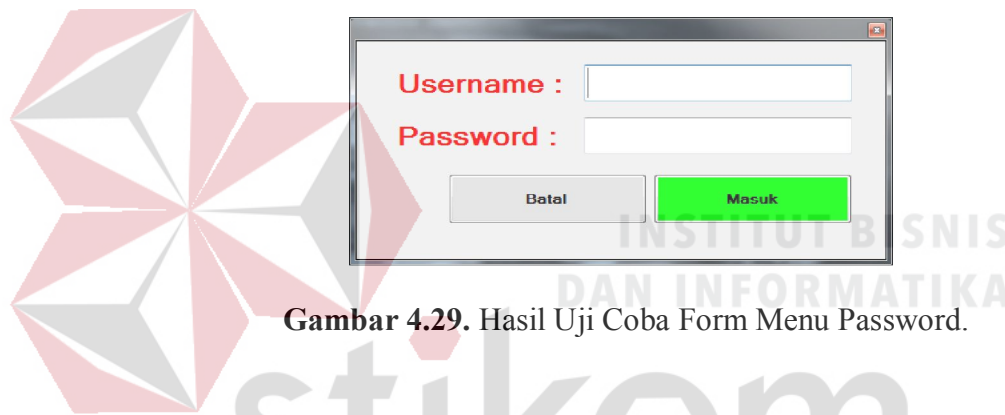 Username :
Password :
Batal
Masuk
INSTITUT BISNIS
DAN INFORMATIKA
Gambar 4.29. Hasil Uji Coba Form Menu Password.
stikom